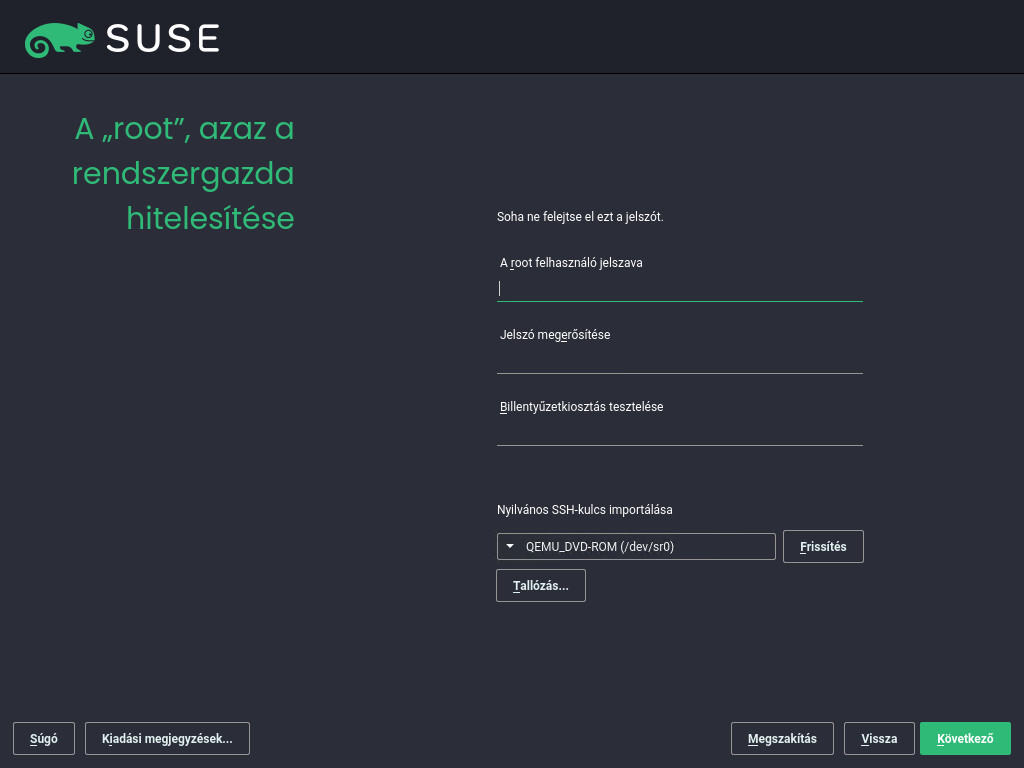 SUSE
A „root”, azaz a
rendszergazda
hitelesítése
Soha ne felejtse el ezt a jelszót.
A root felhasználó jelszava
Jelszó megerősítése
Billentyűzetkiosztás tesztelése
Nyilvános SSH-kulcs importálása
QEMU_DVD-ROM (/dev/sr0)
Frissítés
Tallózás...
Súgó
Kiadási megjegyzések...
Megszakítás
Vissza
Következő